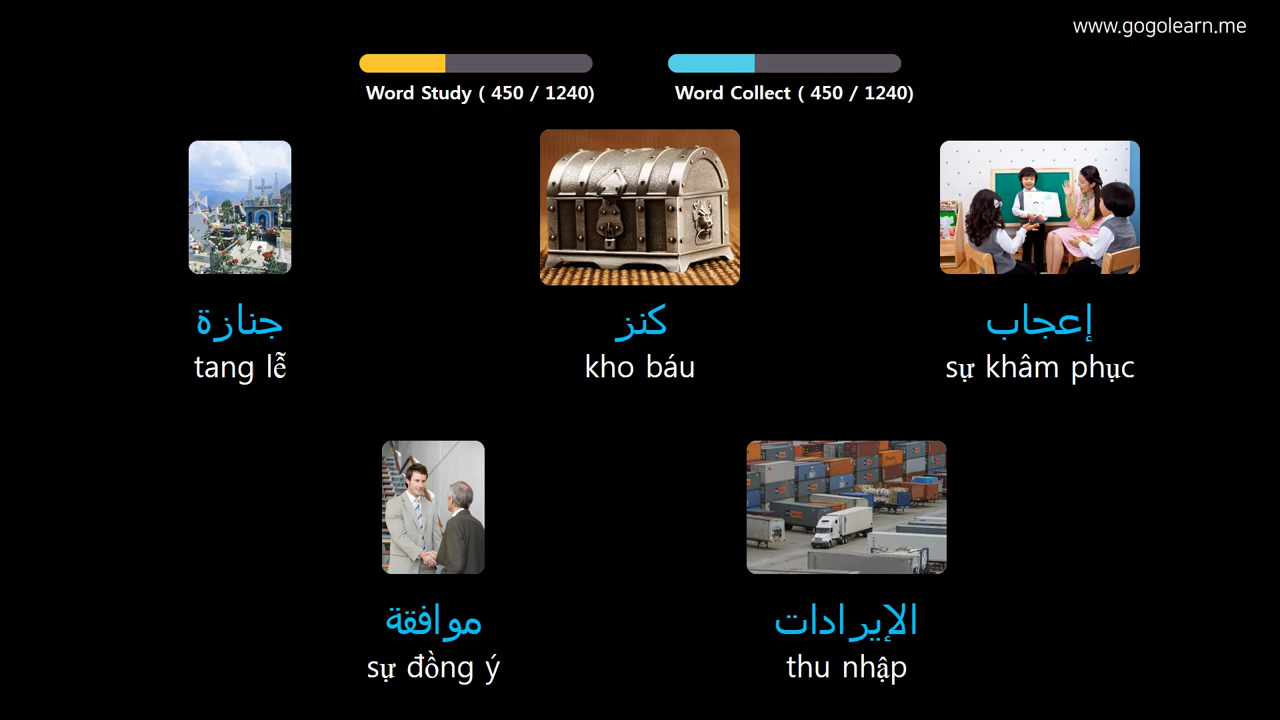 www.gogolearn.me
Word Study ( 450 / 1240)
Word Collect ( 450 / 1240)
جنازة
tang lễ
كنز
kho báu
إعجاب
sự khâm phục
موافقة
sự đồng ý
الإيرادات
thu nhập